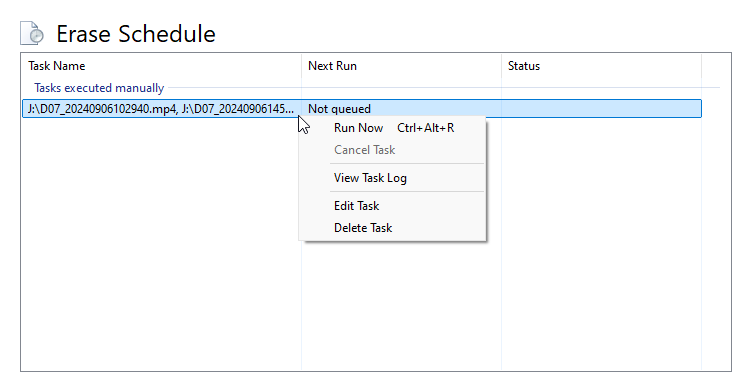 Erase Schedule
Task Name Next Run Status
Tasks executed manually
J:\D07_20240906102940.mp4, J:\D07_20240906145... Not queued
Run Now Ctrl+Alt+R
Cancel Task
View Task Log
Edit Task
Delete Task